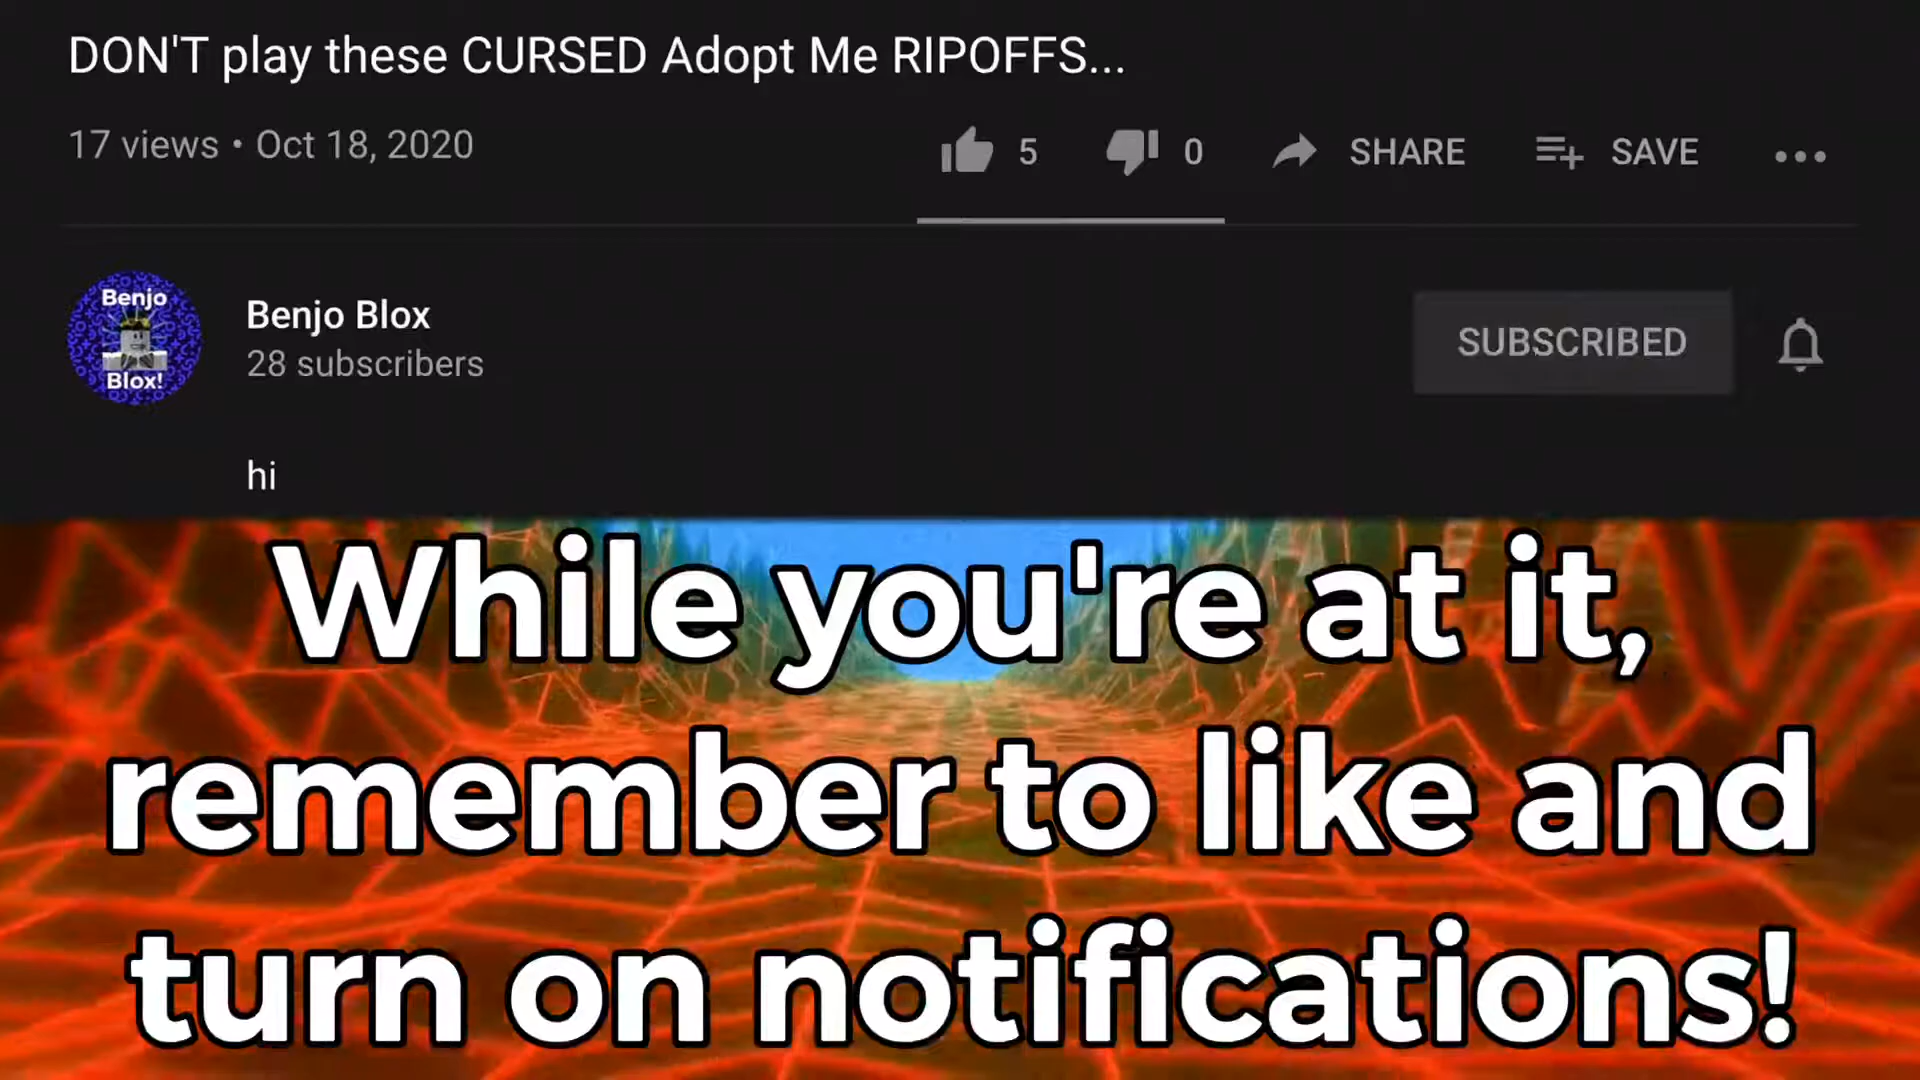 DON'T play these CURSED Adopt Me RIPOFFS...
17 views • Oct 18, 2020
5 0 SHARE SAVE
Benjo
Blox!
Benjo Blox
28 subscribers
SUBSCRIBED
hi
While you're at it,
remember to like and
turn on notifications!